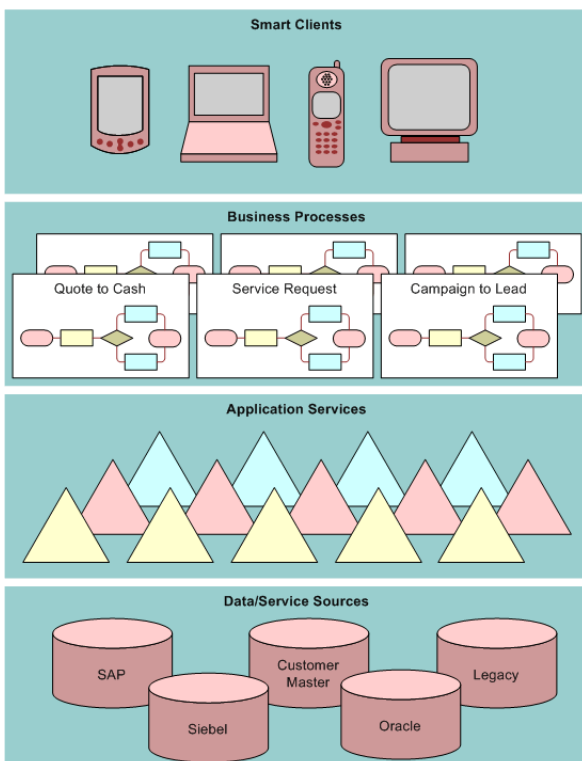 Smart Clients
Business Processes
Quote to Cash
Service Request
Campaign to Lead
Application Services
Data/Service Sources
SAP
Customer
Master
Legacy
Siebel
Oracle